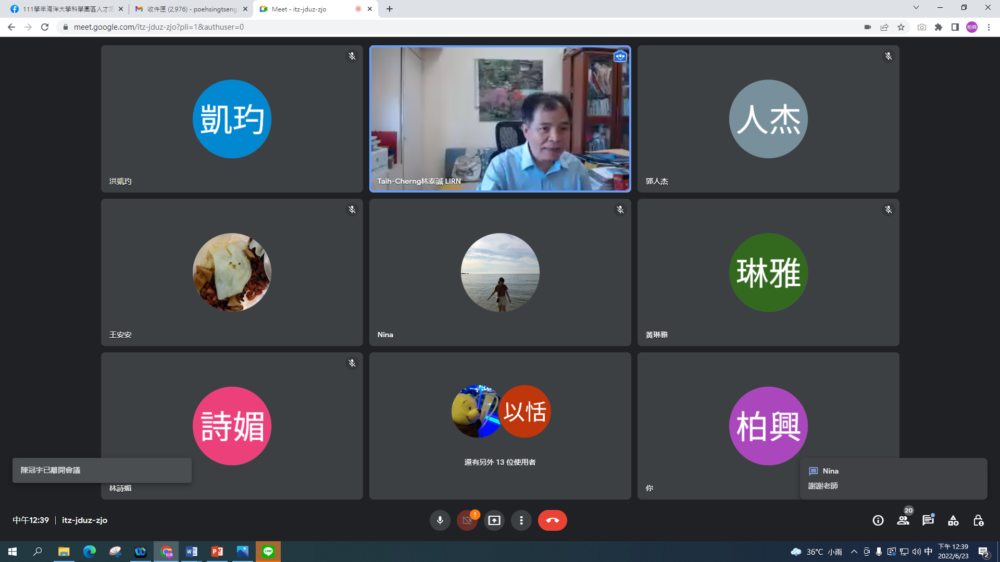 111學年海洋大學科學園區人才培
收件匣 (2,976) - poehsingtseng
Meet - itz-jduz-zjo
meet.google.com/itz-jduz-zjo?pli=1&authuser=0
柏興
凱玓
洪凱玓
Taih-Cherng林泰誠 LIRN
人杰
郭人杰
王安安
Nina
琳雅
黃琳雅
詩媚
林詩媚
以恬
還有另外 13 位使用者
柏興
你
陳冠宇已離開會議
Nina
謝謝老師
中午12:39 | itz-jduz-zjo
20
36°C 小雨
中
下午 12:39
2022/6/23
2